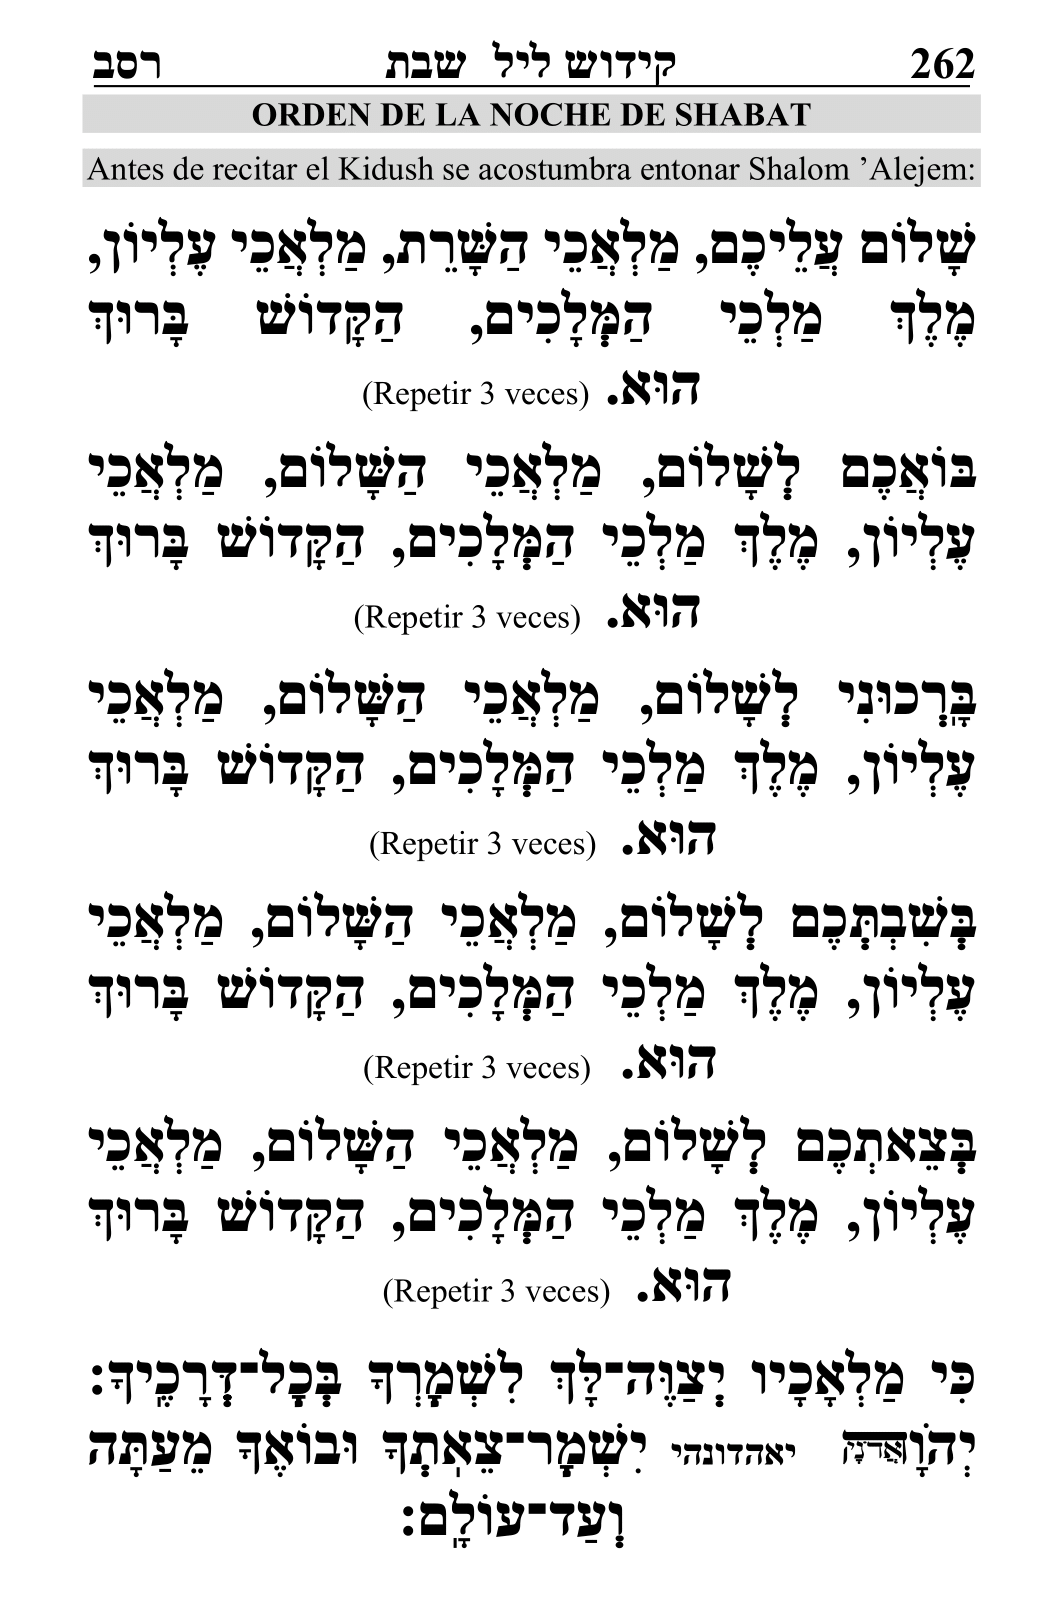 262 קידוש ליל שבת רסב
ORDEN DE LA NOCHE DE SHABAT
Antes de recitar el Kidush se acostumbra entonar Shalom ’Alejem:
שָׁלוֹם עֲלֵיכֶם, מַלְאֲכֵי הַשָּׁרֵת, מַלְאֲכֵי עֶלְיוֹן,
מֶלֶךְ מַלְכֵי הַמְּלָכִים, הַקָּדוֹשׁ בָּרוּךְ
הוּא. (Repetir 3 veces)
בּוֹאֲכֶם לְשָׁלוֹם, מַלְאֲכֵי הַשָּׁלוֹם, מַלְאֲכֵי
עֶלְיוֹן, מֶלֶךְ מַלְכֵי הַמְּלָכִים, הַקָּדוֹשׁ בָּרוּךְ
הוּא. (Repetir 3 veces)
בָּרְכוּנִי לְשָׁלוֹם, מַלְאֲכֵי הַשָּׁלוֹם, מַלְאֲכֵי
עֶלְיוֹן, מֶלֶךְ מַלְכֵי הַמְּלָכִים, הַקָּדוֹשׁ בָּרוּךְ
הוּא. (Repetir 3 veces)
בְּשִׁבְתְּכֶם לְשָׁלוֹם, מַלְאֲכֵי הַשָּׁלוֹם, מַלְאֲכֵי
עֶלְיוֹן, מֶלֶךְ מַלְכֵי הַמְּלָכִים, הַקָּדוֹשׁ בָּרוּךְ
הוּא. (Repetir 3 veces)
בְּצֵאתְכֶם לְשָׁלוֹם, מַלְאֲכֵי הַשָּׁלוֹם, מַלְאֲכֵי
עֶלְיוֹן, מֶלֶךְ מַלְכֵי הַמְּלָכִים, הַקָּדוֹשׁ בָּרוּךְ
הוּא. (Repetir 3 veces)
כִּי מַלְאָכָיו יְצַוֶּה־לָּךְ לִשְׁמָרְךָ בְּכָל־דְּרָכֶֽיךָ׃
יְהֹוָה אֲדֹנָי יאהדונהי יִשְׁמָר־צֵאֽתְךָ וּבוֹאֶךָ מֵעַתָּה
וְעַד־עוֹלָֽם׃